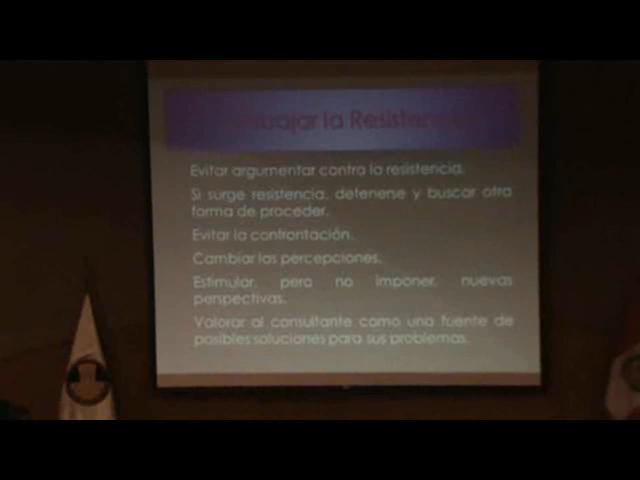 la Resistencia
Evitar argumentar contra la resistencia.
Si surge resistencia, detenerse y buscar otra
forma de proceder.
Evitar la confrontación.
Cambiar las percepciones.
Estimular, pero no imponer, nuevas
perspectivas.
Valorar al consultante como una fuente de
posibles soluciones para sus problemas.